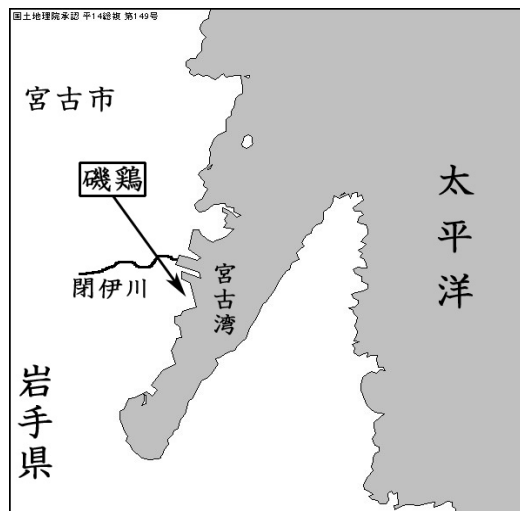 国土地理院承認 平14総複 第149号
宮古市
磯鶏
閉伊川
宮古湾
太平洋
岩手県